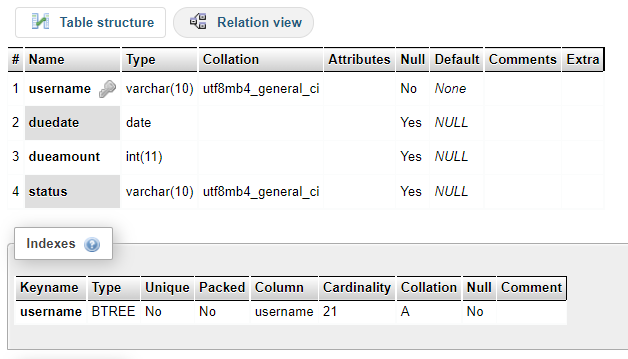 Table structure Relation view
# Name Type Collation Attributes Null Default Comments Extra
1 username varchar(10) utf8mb4_general_ci No None
2 duedate date Yes NULL
3 dueamount int(11) Yes NULL
4 status varchar(10) utf8mb4_general_ci Yes NULL
Indexes
Keyname Type Unique Packed Column Cardinality Collation Null Comment
username BTREE No No username 21 A No